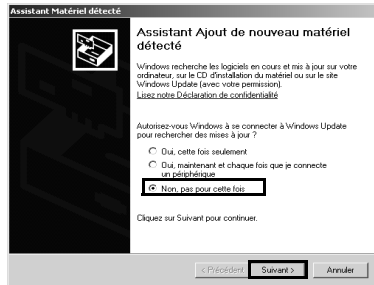 Assistant Matériel détecté
Assistant Ajout de nouveau matériel
détecté
Windows recherche les logiciels en cours et mis à jour sur votre
ordinateur, sur le CD d'installation du matériel ou sur le site
Windows Update (avec votre permission).
Lisez notre Déclaration de confidentialité
Autorisez-vous Windows à se connecter à Windows Update
pour rechercher des mises à jour ?
Oui, cette fois seulement
Oui, maintenant et chaque fois que je connecte
un périphérique
Non, pas pour cette fois
Cliquez sur Suivant pour continuer.
< Précédent Suivant > Annuler